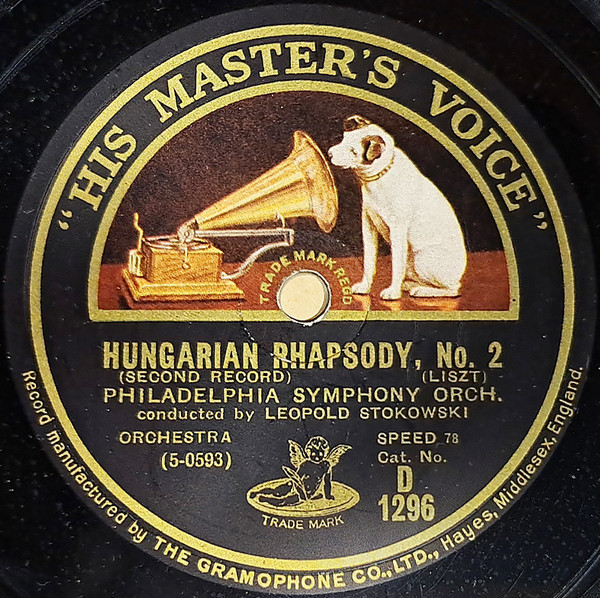 "HIS MASTER'S VOICE"
TRADE MARK REGD
HUNGARIAN RHAPSODY, No. 2
(SECOND RECORD) (LISZT)
PHILADELPHIA SYMPHONY ORCH.
conducted by LEOPOLD STOKOWSKI
ORCHESTRA SPEED 78
(5-0593) Cat. No.
D
1296
TRADE MARK
Record manufactured by THE GRAMOPHONE CO., LTD., Hayes, Middlesex, England.